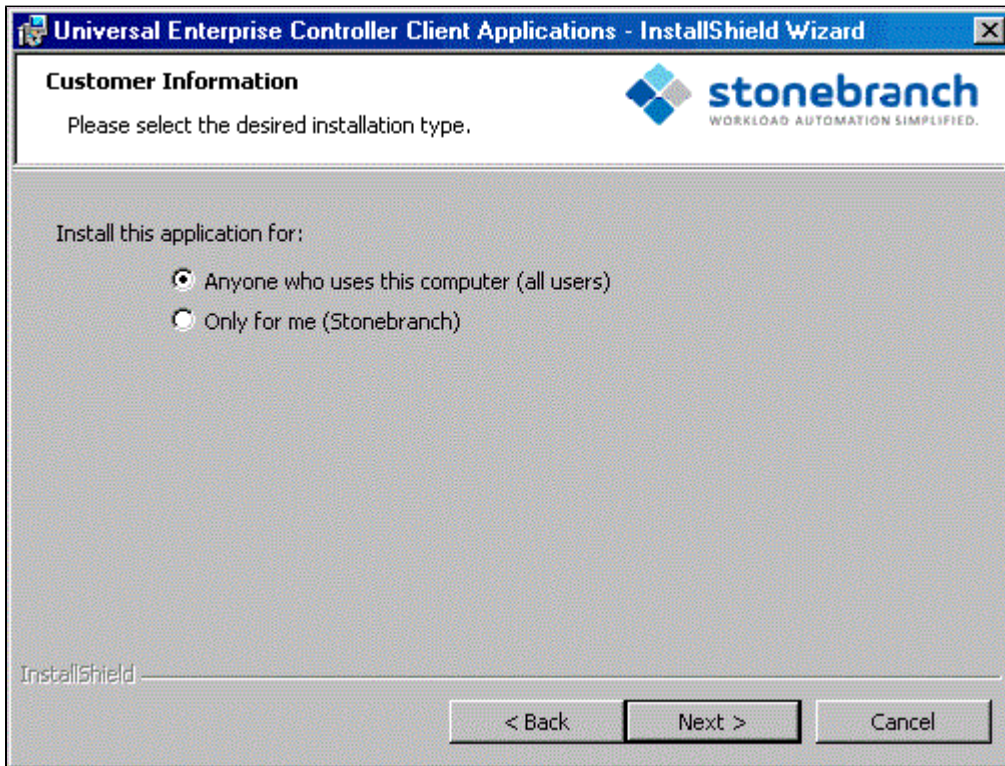 Universal Enterprise Controller Client Applications - InstallShield Wizard
Customer Information
Please select the desired installation type.
stonebranch
WORKLOAD AUTOMATION SIMPLIFIED.
Install this application for:
Anyone who uses this computer (all users)
Only for me (Stonebranch)
InstallShield
< Back
Next >
Cancel